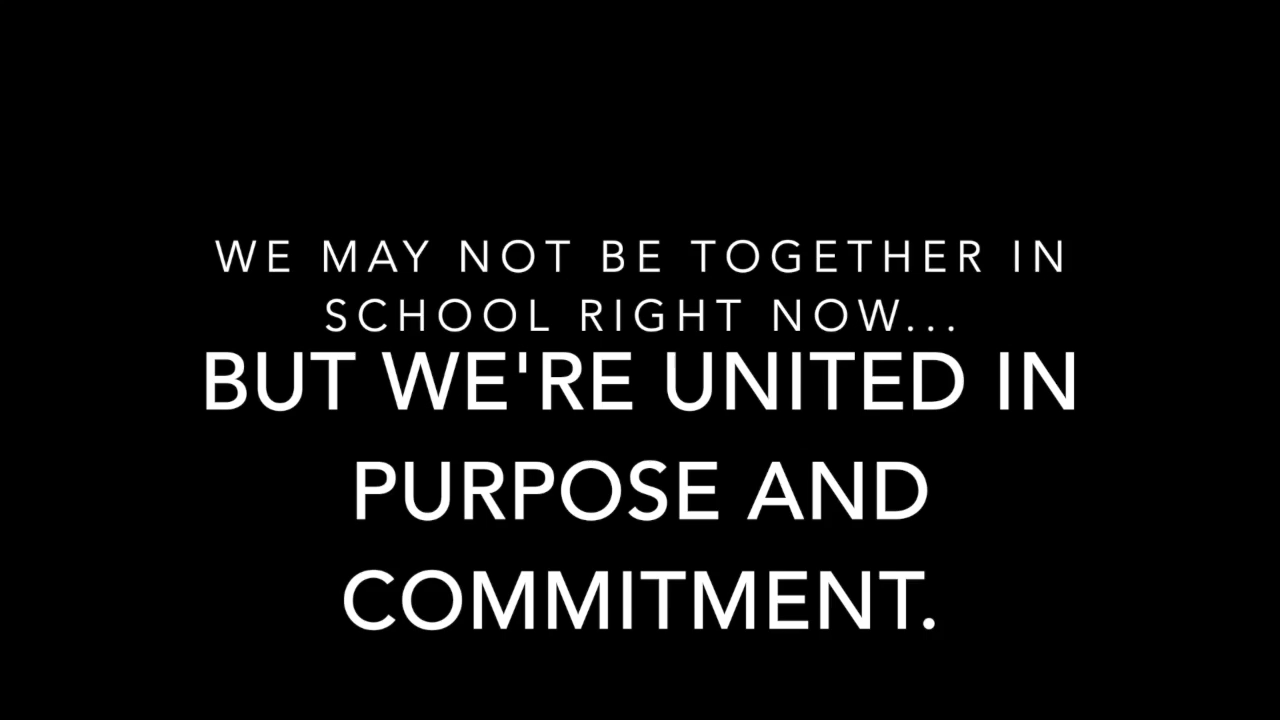 WE MAY NOT BE TOGETHER IN
SCHOOL RIGHT NOW...
BUT WE'RE UNITED IN
PURPOSE AND
COMMITMENT.